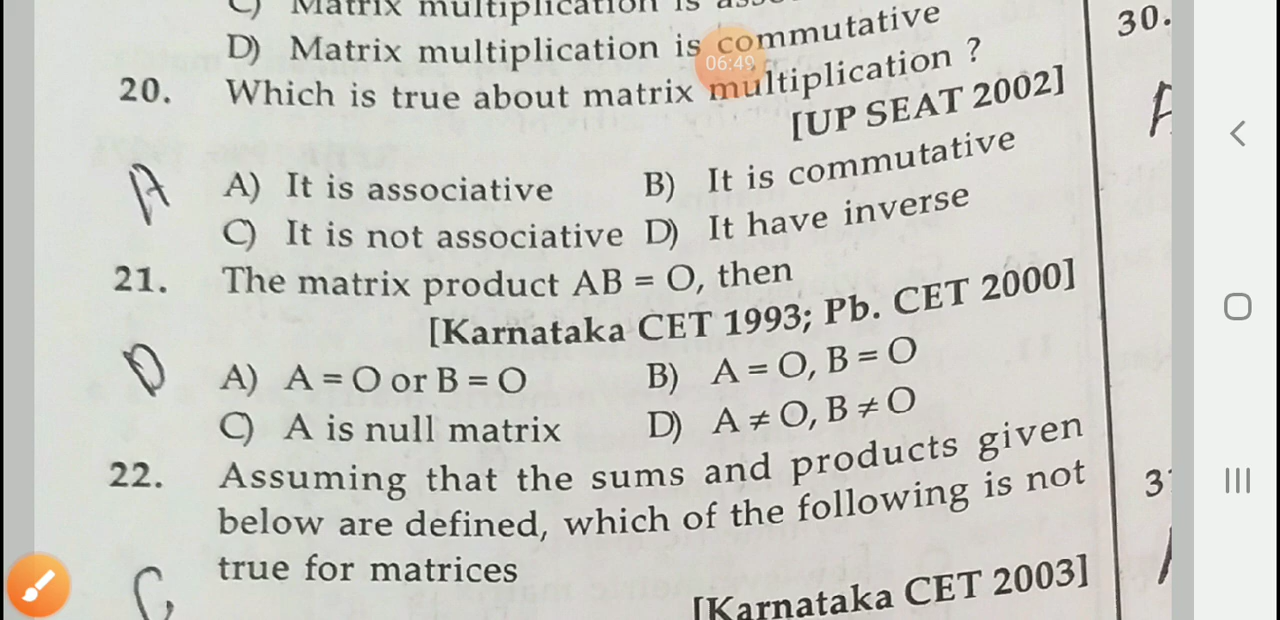 C) Matrix multiplication is
D) Matrix multiplication is commutative
06:49
20. Which is true about matrix multiplication ?
[UP SEAT 2002]
A
A) It is associative B) It is commutative
C) It is not associative D) It have inverse
21. The matrix product AB = O, then
[Karnataka CET 1993; Pb. CET 2000]
D
A) A = O or B = O B) A = O, B = O
C) A is null matrix D) A ≠ O, B ≠ O
22. Assuming that the sums and products given
below are defined, which of the following is not
true for matrices
C
[Karnataka CET 2003]
30.